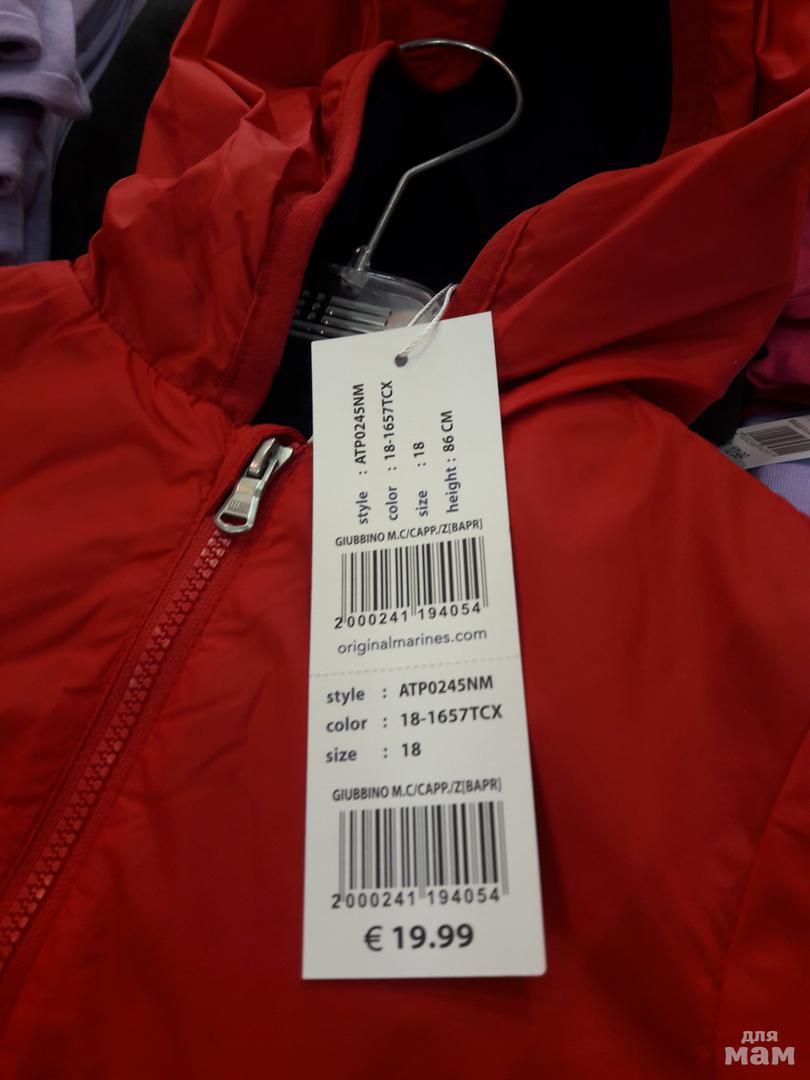 style : ATP0245NM
color : 18-1657TCX
size : 18
height : 86 CM
GIUBBINO M.C/CAPP./Z[BAPR]
2000241 194054
originalmarines.com
style : ATP0245NM
color : 18-1657TCX
size : 18
GIUBBINO M.C/CAPP./Z[BAPR]
2000241 194054
€ 19.99
для
мам